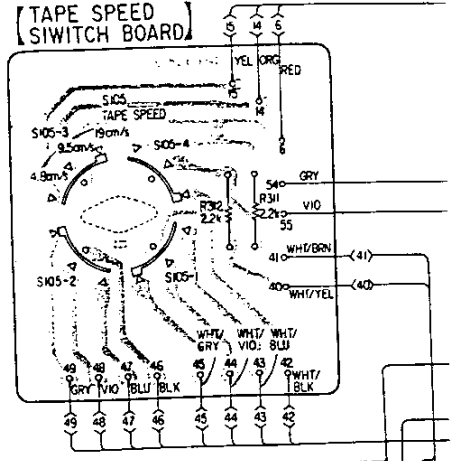 [TAPE SPEED
SIWITCH BOARD]
15 14 6
YEL ORG
RED
15
S105
14
TAPE SPEED
S105-3 19cm/s
9.5cm/s S105-4
6
4.8cm/s
GRY
54
R312 R311
2.2k 2.2k
VIO
55
WHT/BRN
41 (41)
S105-2 S105-1
40 (40)
WHT/YEL
WHT/ WHT/ WHT/
GRY VIO BLU
49 48 47 46 45 44 43 42
GRY VIO BLU BLK WHT/
BLK
49 48 47 46 45 44 43 42